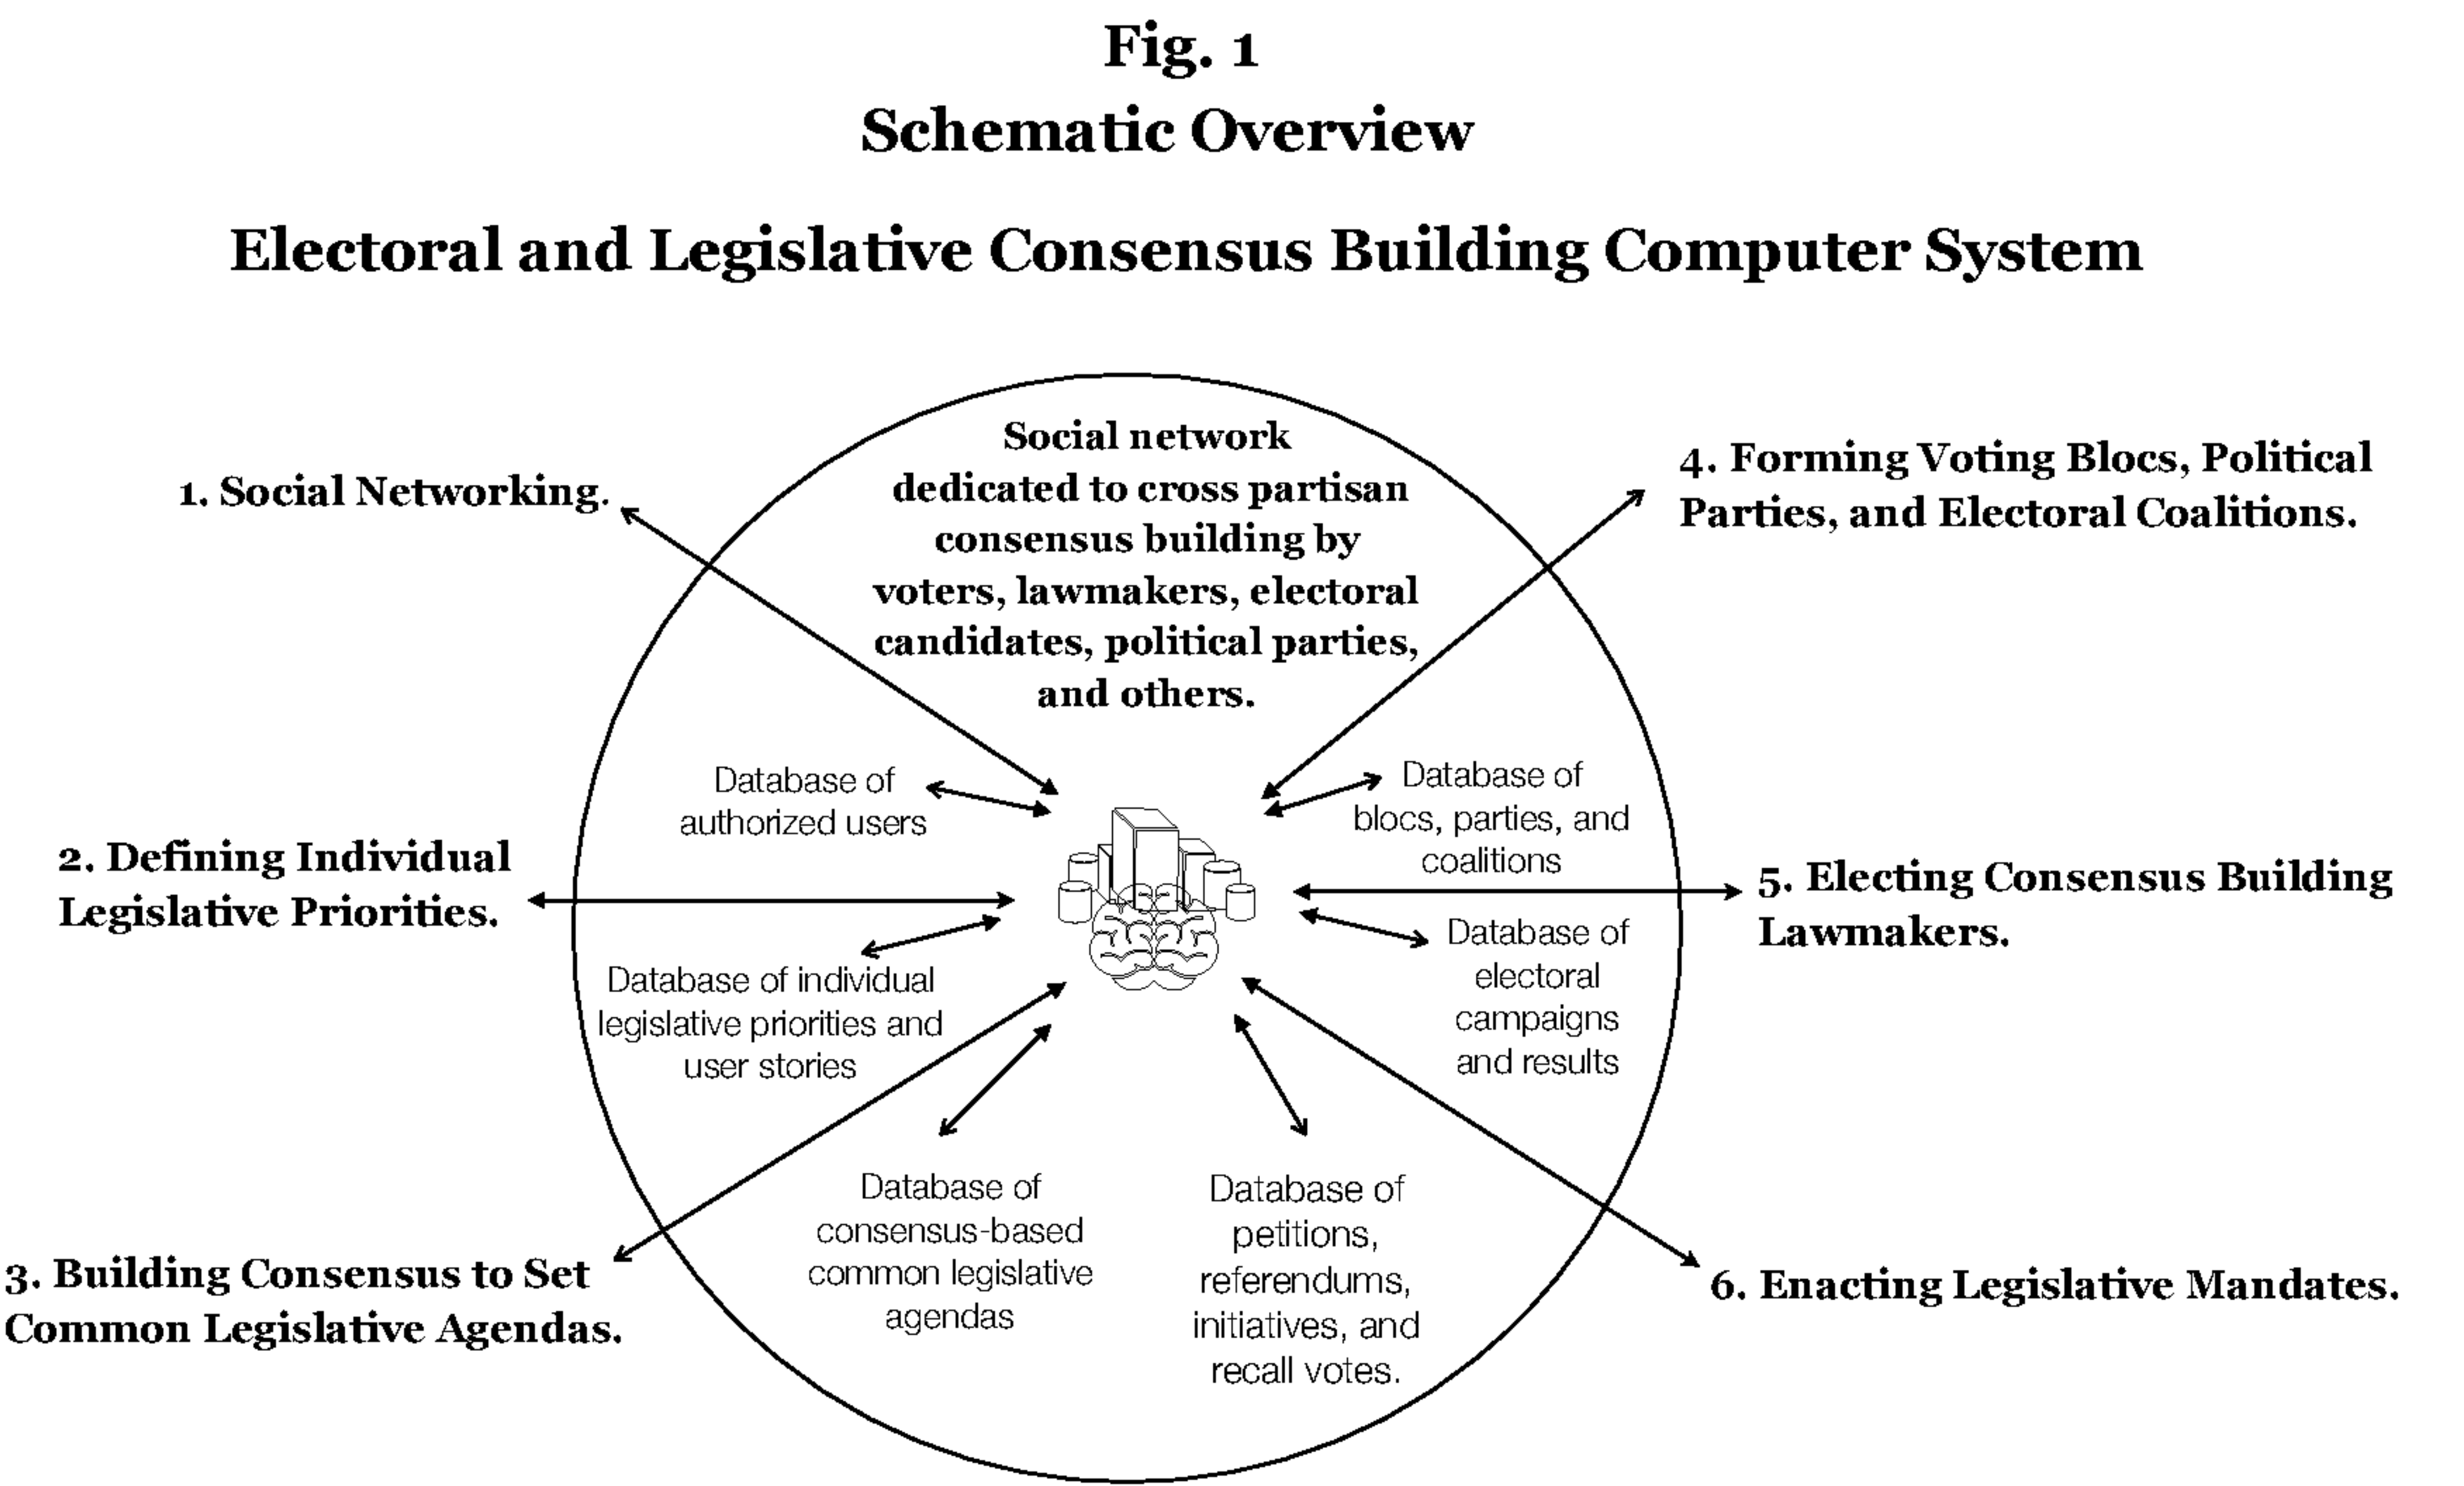 Fig. 1
Schematic Overview
Electoral and Legislative Consensus Building Computer System
Social network
dedicated to cross partisan
consensus building by
voters, lawmakers, electoral
candidates, political parties,
and others.
1. Social Networking.
2. Defining Individual
Legislative Priorities.
3. Building Consensus to Set
Common Legislative Agendas.
4. Forming Voting Blocs, Political
Parties, and Electoral Coalitions.
5. Electing Consensus Building
Lawmakers.
6. Enacting Legislative Mandates.
Database of
authorized users
Database of individual
legislative priorities and
user stories
Database of
consensus-based
common legislative
agendas
Database of
blocs, parties, and
coalitions
Database of
electoral
campaigns
and results
Database of
petitions,
referendums,
initiatives, and
recall votes.